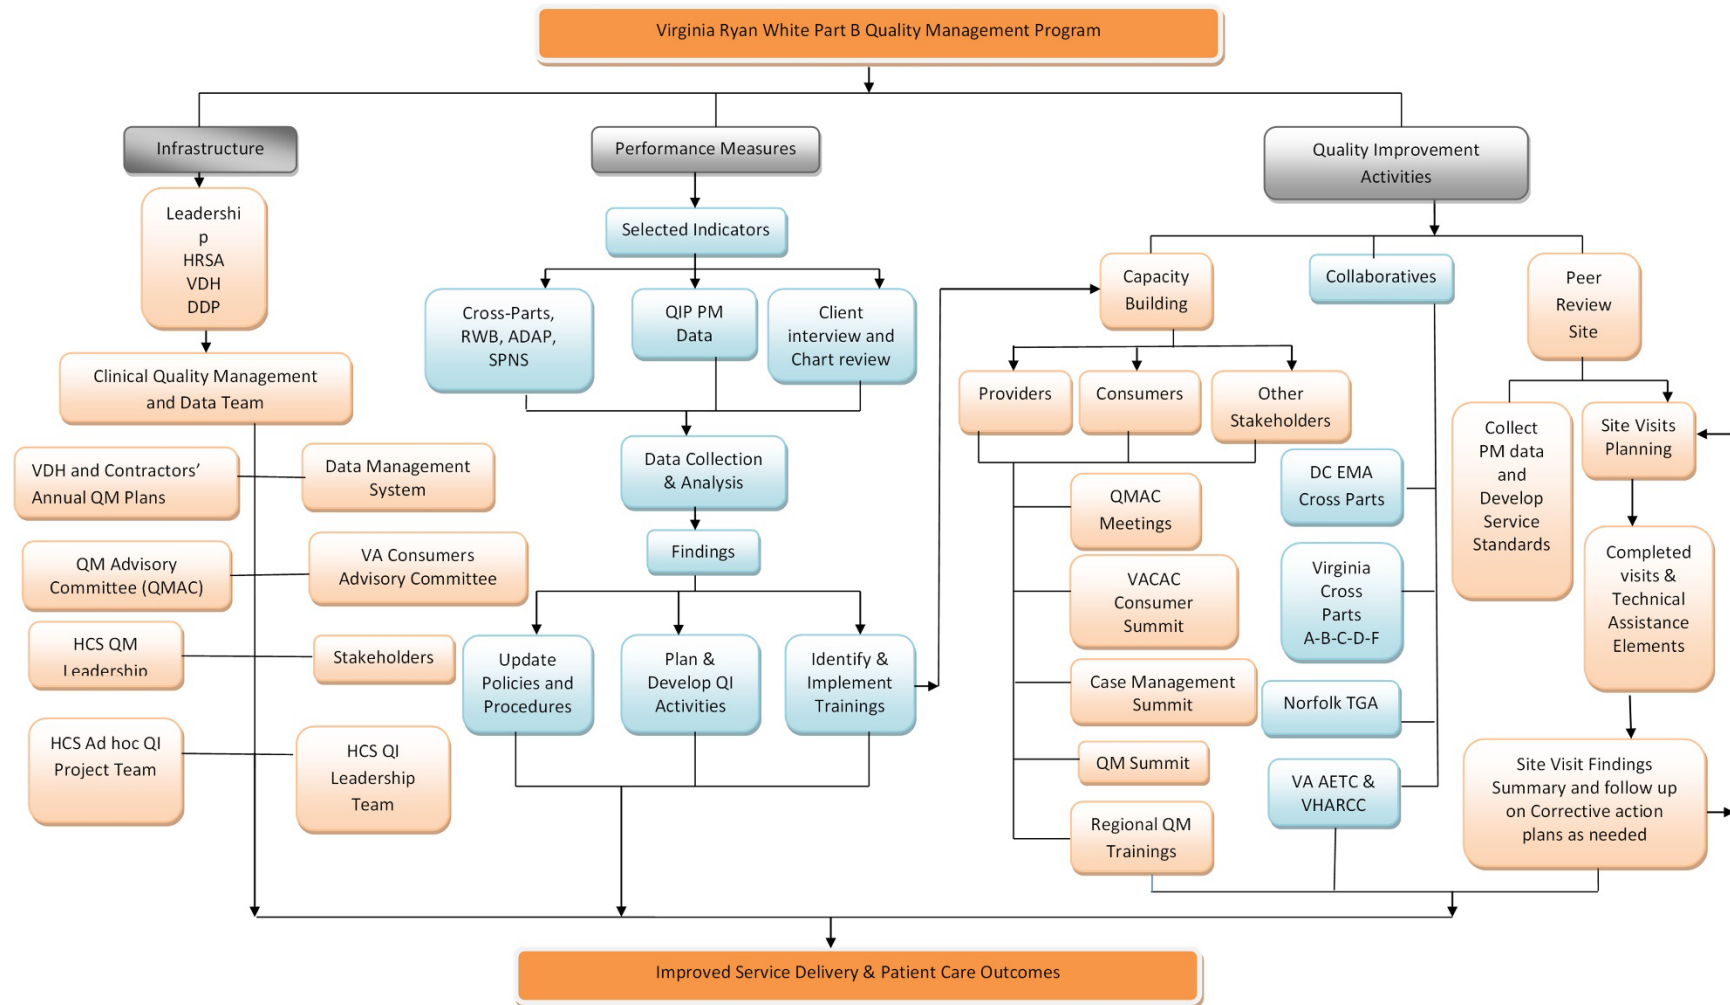 Virginia Ryan White Part B Quality Management Program
Infrastructure
Leadershi
p
HRSA
VDH
DDP
Clinical Quality Management
and Data Team
VDH and Contractors’
Annual QM Plans
Data Management
System
QM Advisory
Committee (QMAC)
VA Consumers
Advisory Committee
HCS QM
Leadership
Stakeholders
HCS Ad hoc QI
Project Team
HCS QI
Leadership
Team
Performance Measures
Selected Indicators
Cross-Parts,
RWB, ADAP,
SPNS
QIP PM
Data
Client
interview and
Chart review
Data Collection
& Analysis
Findings
Update
Policies and
Procedures
Plan &
Develop QI
Activities
Identify &
Implement
Trainings
Quality Improvement
Activities
Capacity
Building
Providers
Consumers
Other
Stakeholders
QMAC
Meetings
VACAC
Consumer
Summit
Case Management
Summit
QM Summit
Regional QM
Trainings
Collaboratives
DC EMA
Cross Parts
Virginia
Cross
Parts
A-B-C-D-F
Norfolk TGA
VA AETC &
VHARCC
Peer
Review
Site
Collect
PM data
and
Develop
Service
Standards
Site Visits
Planning
Completed
visits &
Technical
Assistance
Elements
Site Visit Findings
Summary and follow up
on Corrective action
plans as needed
Improved Service Delivery & Patient Care Outcomes